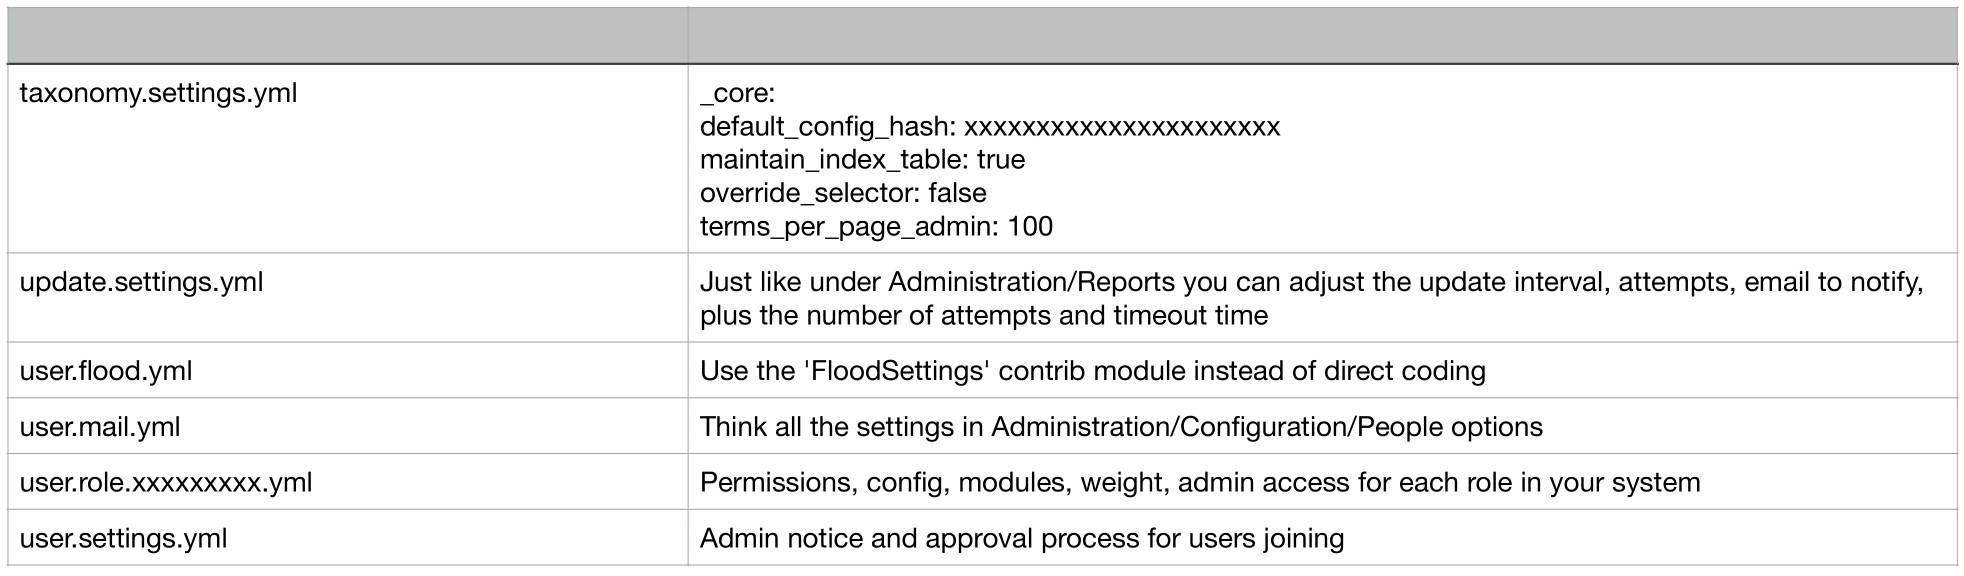 taxonomy.settings.yml
_core:
default_config_hash: xxxxxxxxxxxxxxxxxxxxxx
maintain_index_table: true
override_selector: false
terms_per_page_admin: 100
update.settings.yml
Just like under Administration/Reports you can adjust the update interval, attempts, email to notify,
plus the number of attempts and timeout time
user.flood.yml
Use the 'FloodSettings' contrib module instead of direct coding
user.mail.yml
Think all the settings in Administration/Configuration/People options
user.role.xxxxxxxxx.yml
Permissions, config, modules, weight, admin access for each role in your system
user.settings.yml
Admin notice and approval process for users joining